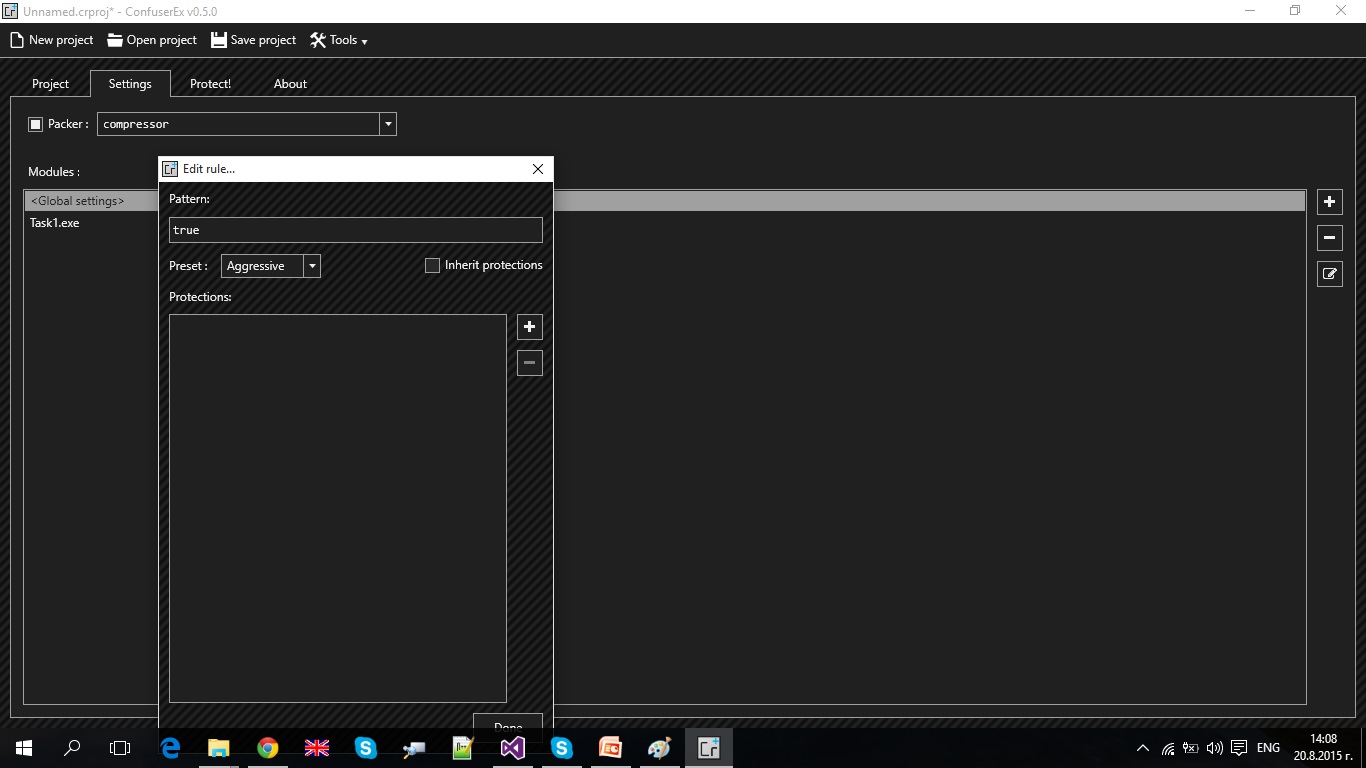 Unnamed.crproj* - ConfuserEx v0.5.0
New project Open project Save project Tools
Project Settings Protect! About
Packer : compressor
Modules :
<Global settings>
Task1.exe
Edit rule...
Pattern:
true
Preset : Aggressive Inherit protections
Protections:
Done
ENG
14:08
20.8.2015 г.